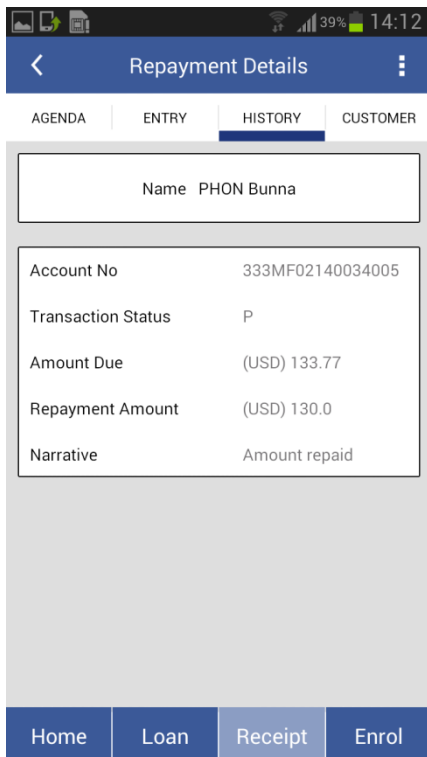 39% 14:12
Repayment Details
AGENDA ENTRY HISTORY CUSTOMER
Name PHON Bunna
Account No 333MF02140034005
Transaction Status P
Amount Due (USD) 133.77
Repayment Amount (USD) 130.0
Narrative Amount repaid
Home Loan Receipt Enrol